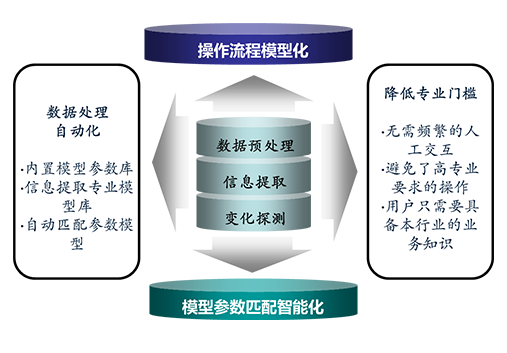 操作流程模型化
数据处理
自动化
·内置模型参数库
·信息提取专业模
型库
·自动匹配参数模
型
数据预处理
信息提取
变化探测
降低专业门槛
·无需频繁的人
工交互
·避免了高专业
要求的操作
·用户只需要具
备本行业的业
务知识
模型参数匹配智能化